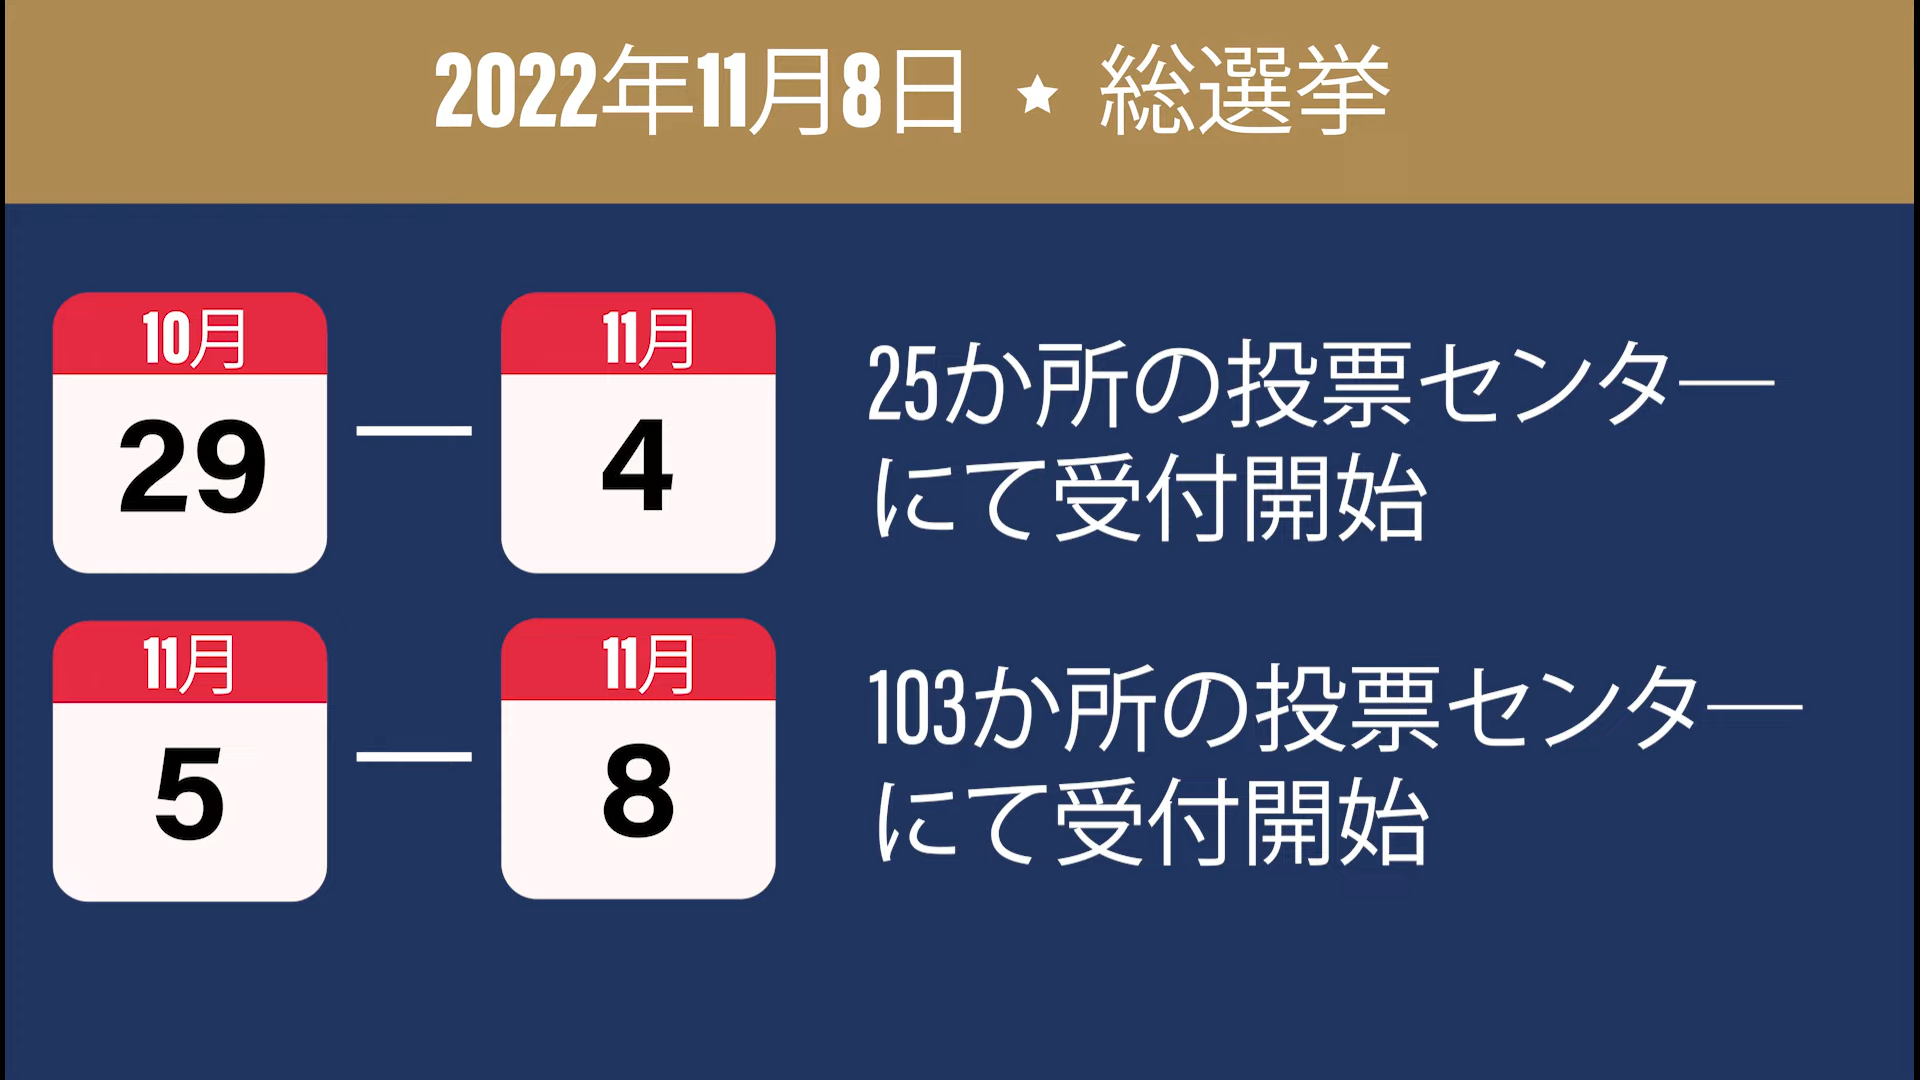 2022年11月8日 ★ 総選挙
10月
29
—
11月
4
25か所の投票センター
にて受付開始
11月
5
—
11月
8
103か所の投票センター
にて受付開始